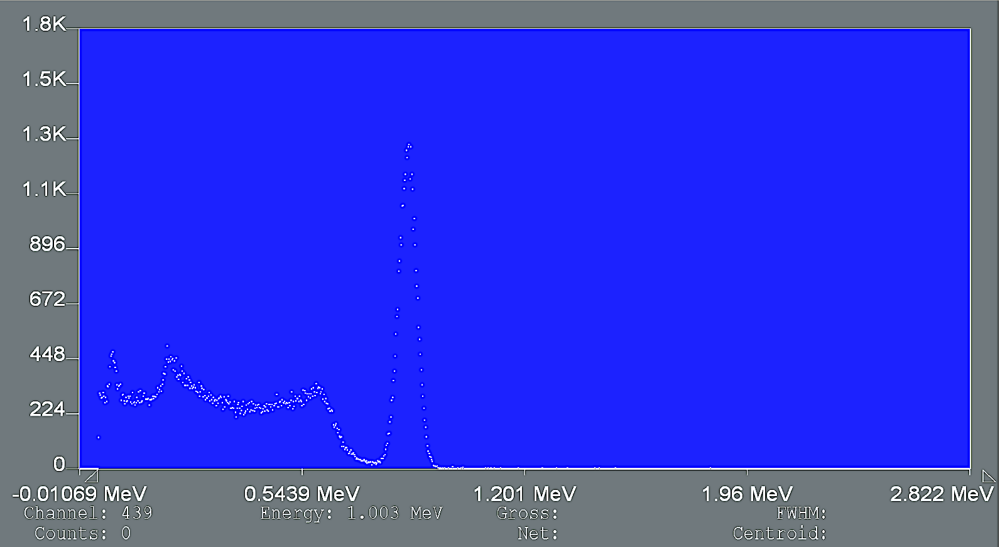 1.8K
1.5K
1.3K
1.1K
896
672
448
224
0
-0.01069 MeV 0.5439 MeV 1.201 MeV 1.96 MeV 2.822 MeV
Channel: 439 Energy: 1.003 MeV Gross: FWHM:
Counts: 0 Net: Centroid: